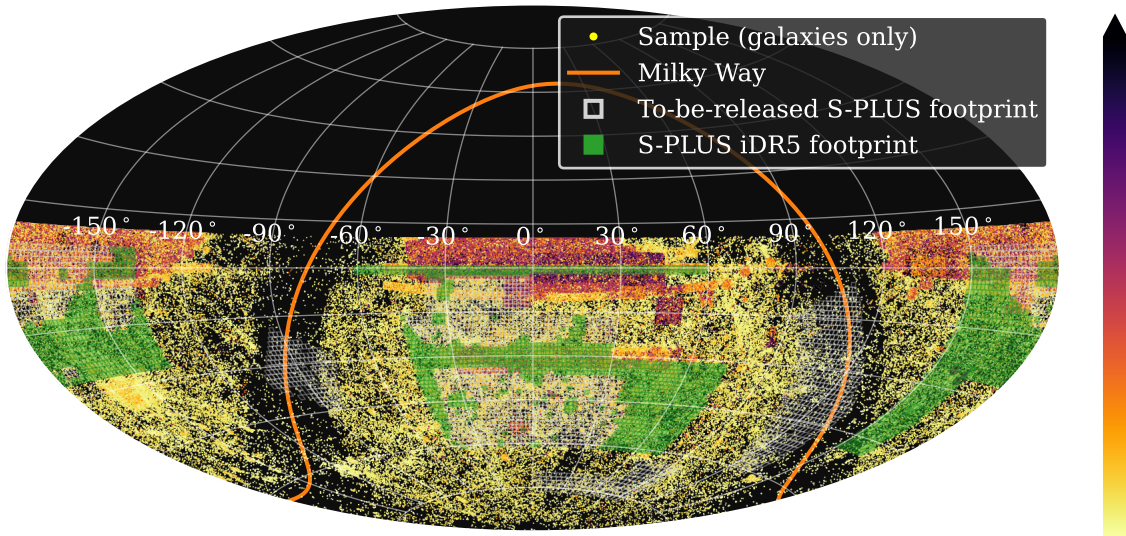 Sample (galaxies only)
Milky Way
To-be-released S-PLUS footprint
S-PLUS iDR5 footprint
-150° -120° -90° -60° -30° 0° 30° 60° 90° 120° 150°